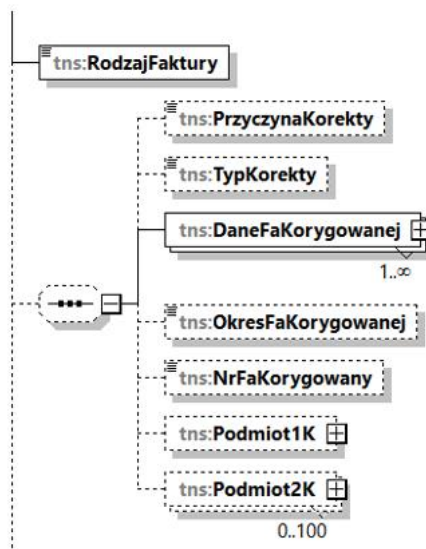 tns:RodzajFaktury
tns:PrzyczynaKorekty
tns:TypKorekty
tns:DaneFaKorygowanej
1..∞
tns:OkresFaKorygowanej
tns:NrFaKorygowany
tns:Podmiot1K
tns:Podmiot2K
0..100